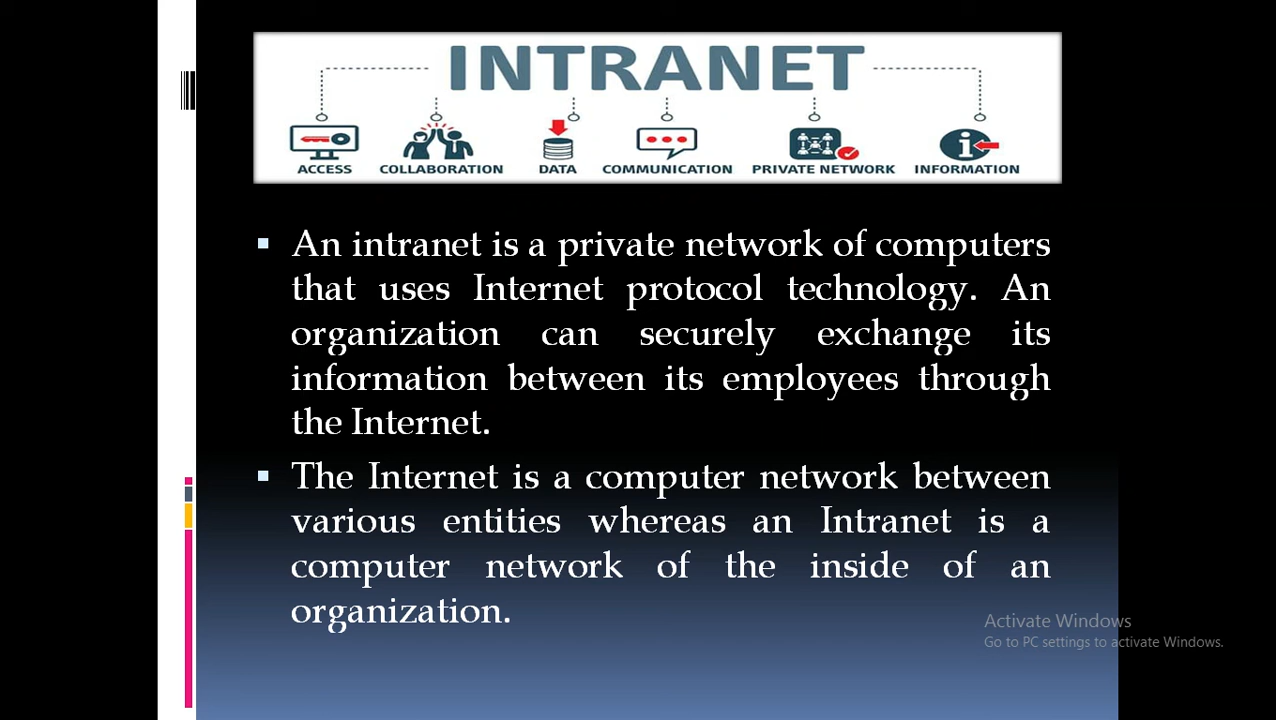 INTRANET
ACCESS COLLABORATION DATA COMMUNICATION PRIVATE NETWORK INFORMATION
An intranet is a private network of computers
that uses Internet protocol technology. An
organization can securely exchange its
information between its employees through
the Internet.
The Internet is a computer network between
various entities whereas an Intranet is a
computer network of the inside of an
organization.
Activate Windows
Go to PC settings to activate Windows.